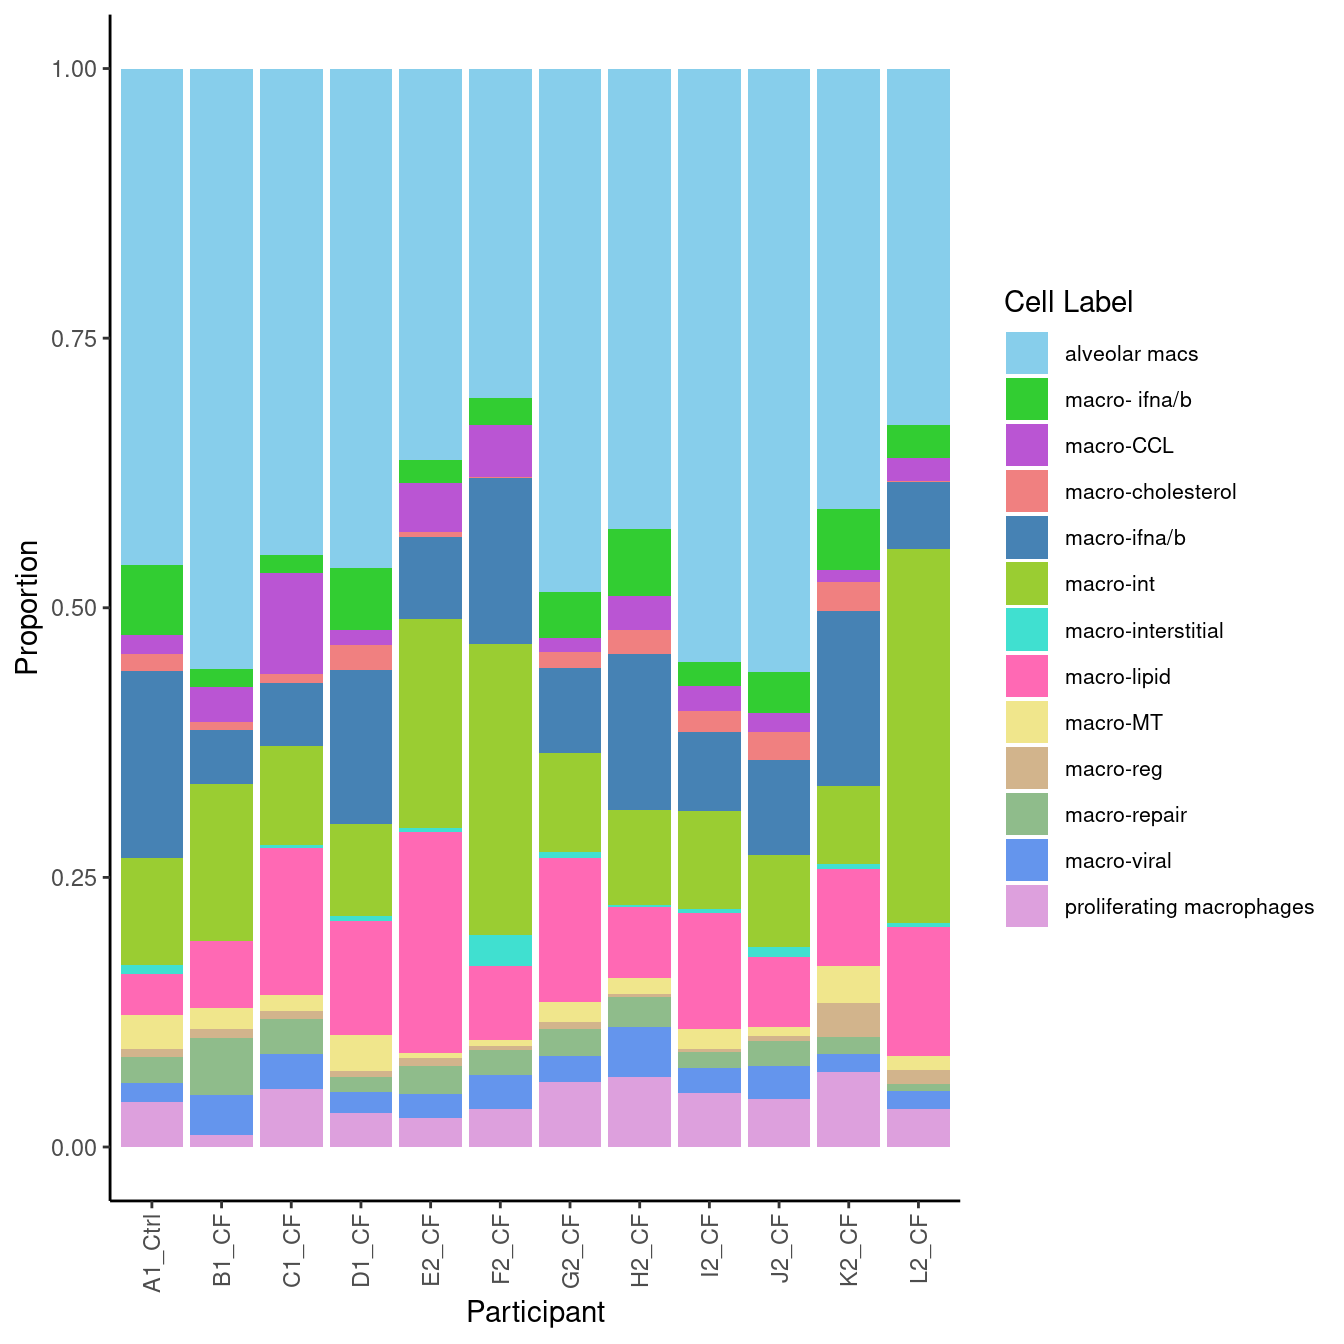 1.00
0.75
0.50
0.25
0.00
Proportion
A1_Ctrl
B1_CF
C1_CF
D1_CF
E2_CF
F2_CF
G2_CF
H2_CF
I2_CF
J2_CF
K2_CF
L2_CF
Participant
Cell Label
alveolar macs
macro- ifna/b
macro-CCL
macro-cholesterol
macro-ifna/b
macro-int
macro-interstitial
macro-lipid
macro-MT
macro-reg
macro-repair
macro-viral
proliferating macrophages